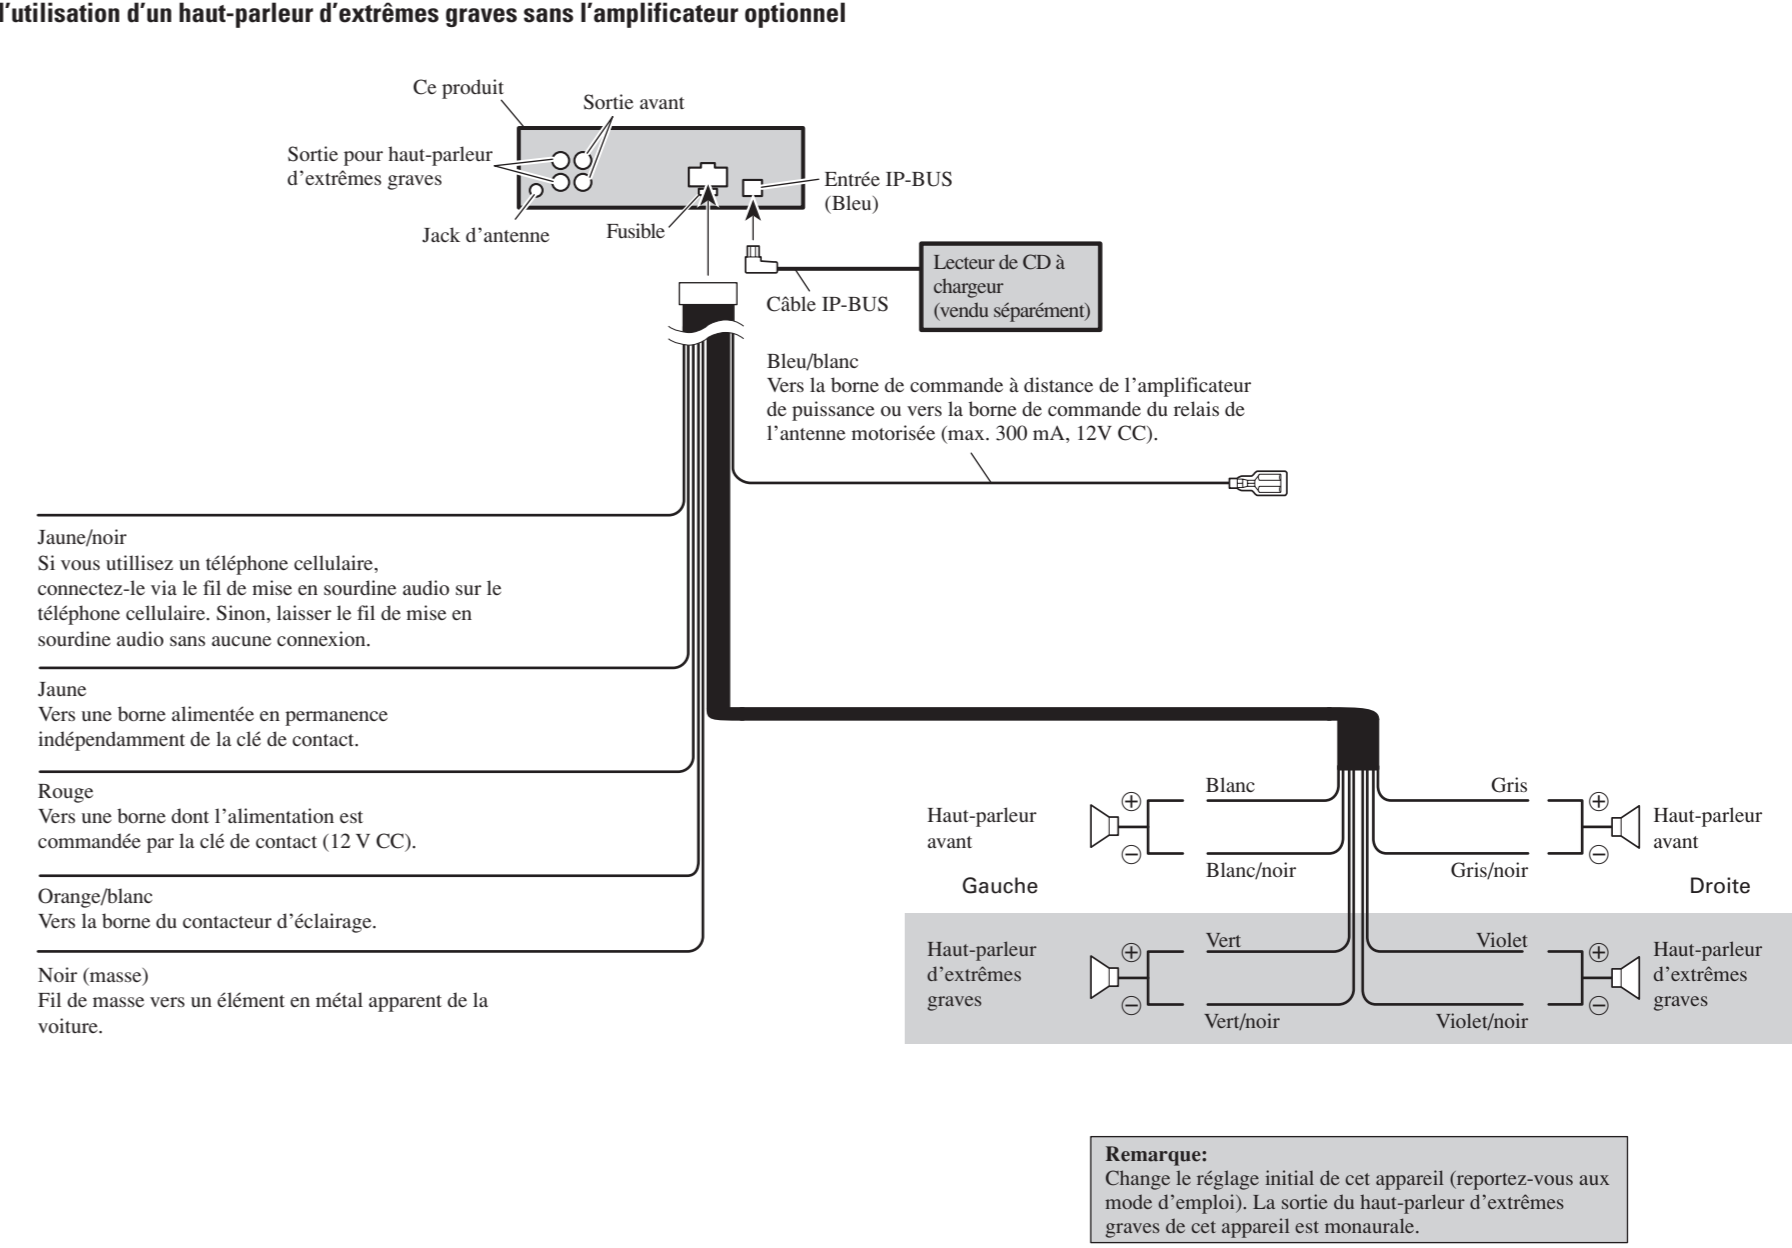 l’utilisation d’un haut-parleur d’extrêmes graves sans l’amplificateur optionnel
Ce produit
Sortie avant
Sortie pour haut-parleur
d’extrêmes graves
Jack d’antenne
Fusible
Entrée IP-BUS
(Bleu)
Câble IP-BUS
Lecteur de CD à
chargeur
(vendu séparément)
Bleu/blanc
Vers la borne de commande à distance de l’amplificateur
de puissance ou vers la borne de commande du relais de
l’antenne motorisée (max. 300 mA, 12V CC).
Jaune/noir
Si vous utillisez un téléphone cellulaire,
connectez-le via le fil de mise en sourdine audio sur le
téléphone cellulaire. Sinon, laisser le fil de mise en
sourdine audio sans aucune connexion.
Jaune
Vers une borne alimentée en permanence
indépendamment de la clé de contact.
Rouge
Vers une borne dont l’alimentation est
commandée par la clé de contact (12 V CC).
Orange/blanc
Vers la borne du contacteur d’éclairage.
Noir (masse)
Fil de masse vers un élément en métal apparent de la
voiture.
Haut-parleur
avant
Gauche
Blanc
Blanc/noir
Gris
Gris/noir
Haut-parleur
avant
Droite
Haut-parleur
d’extrêmes
graves
Vert
Vert/noir
Violet
Violet/noir
Haut-parleur
d’extrêmes
graves
Remarque:
Change le réglage initial de cet appareil (reportez-vous aux
mode d’emploi). La sortie du haut-parleur d’extrêmes
graves de cet appareil est monaurale.